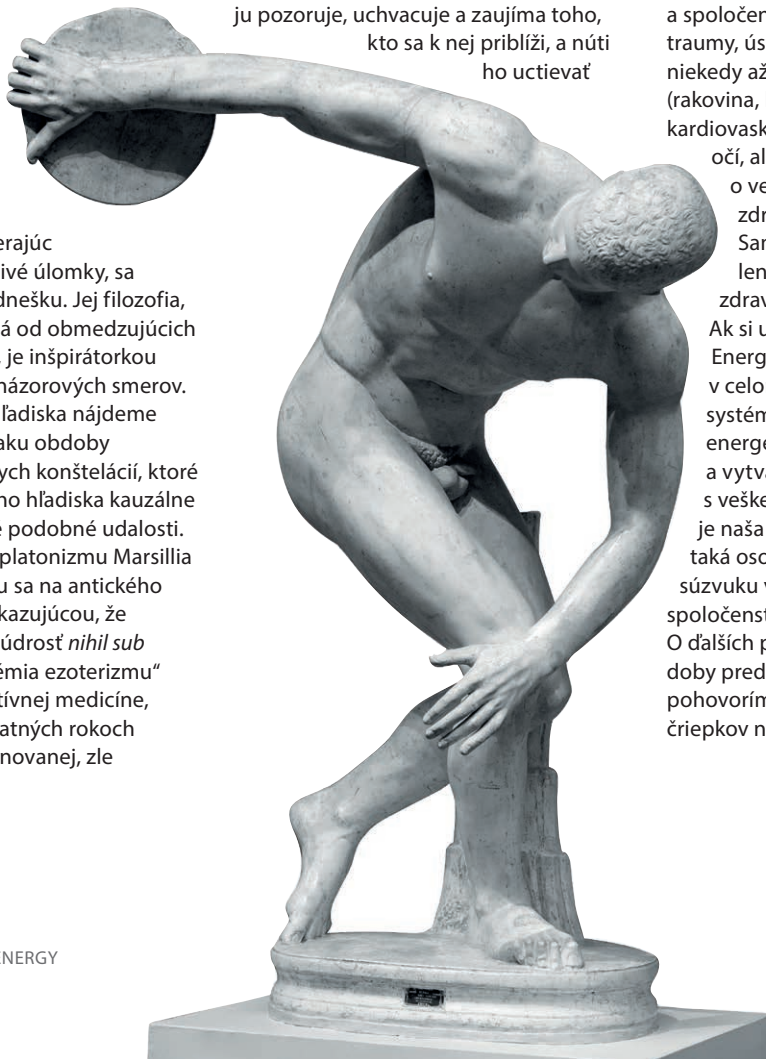 erajúc
ivé úlomky, sa
dnešku. Jej filozofia,
á od obmedzujúcich
je inšpirátorkou
názorových smerov.
ľadiska nájdeme
aku obdoby
ych konštelácií, ktoré
ho hľadiska kauzálne
e podobné udalosti.
platonizmu Marsillia
u sa na antického
kazujúcou, že
údrosť nihil sub
émia ezoterizmu“
tívnej medicíne,
atných rokoch
novanej, zle
ju pozoruje, uchvacuje a zaujíma toho,
kto sa k nej priblíži, a núti
ho uctievať
a spoločen
traumy, ús
niekedy až
(rakovina,
kardiovask
očí, al
o ve
zdr
Sam
len
zdrav
Ak si u
Energ
v celo
systém
energe
a vytva
s veške
je naša
taká oso
súzvuku v
spoločenst
O ďalších p
doby pred
pohovorím
čriepkov n
ENERGY